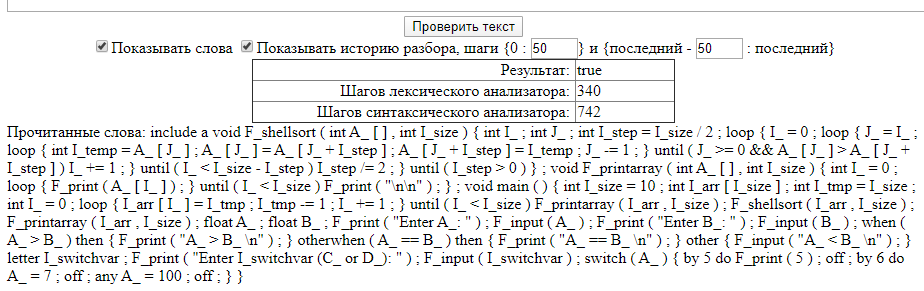 Проверить текст
Показывать слова Показывать историю разбора, шаги {0 : 50 } и {последний - 50 : последний}
Результат: true
Шагов лексического анализатора: 340
Шагов синтаксического анализатора: 742
Прочитанные слова: include a void F_shellsort ( int A_ [ ] , int I_size ) { int I_ ; int J_ ; int I_step = I_size / 2 ; loop { I_ = 0 ; loop { J_ = I_ ;
loop { int I_temp = A_ [ J_ ] ; A_ [ J_ ] = A_ [ J_ + I_step ] ; A_ [ J_ + I_step ] = I_temp ; J_ -= 1 ; } until ( J_ >= 0 && A_ [ J_ ] > A_ [ J_ +
I_step ] ) I_ += 1 ; } until ( I_ < I_size - I_step ) I_step /= 2 ; } until ( I_step > 0 ) } ; void F_printarray ( int A_ [ ] , int I_size ) { int I_ = 0 ;
loop { F_print ( A_ [ I_ ] ) ; } until ( I_ < I_size ) F_print ( "\n\n" ) ; } ; void main ( ) { int I_size = 10 ; int I_arr [ I_size ] ; int I_tmp = I_size ;
int I_ = 0 ; loop { I_arr [ I_ ] = I_tmp ; I_tmp -= 1 ; I_ += 1 ; } until ( I_ < I_size ) F_printarray ( I_arr , I_size ) ; F_shellsort ( I_arr , I_size ) ;
F_printarray ( I_arr , I_size ) ; float A_ ; float B_ ; F_print ( "Enter A_: " ) ; F_input ( A_ ) ; F_print ( "Enter B_: " ) ; F_input ( B_ ) ; when (
A_ > B_ ) then { F_print ( "A_ > B_ \n" ) ; } otherwhen ( A_ == B_ ) then { F_print ( "A_ == B_ \n" ) ; } other { F_input ( "A_ < B_ \n" ) ; }
letter I_switchvar ; F_print ( "Enter I_switchvar (C_ or D_): " ) ; F_input ( I_switchvar ) ; switch ( A_ ) { by 5 do F_print ( 5 ) ; off ; by 6 do
A_ = 7 ; off ; any A_ = 100 ; off ; } }